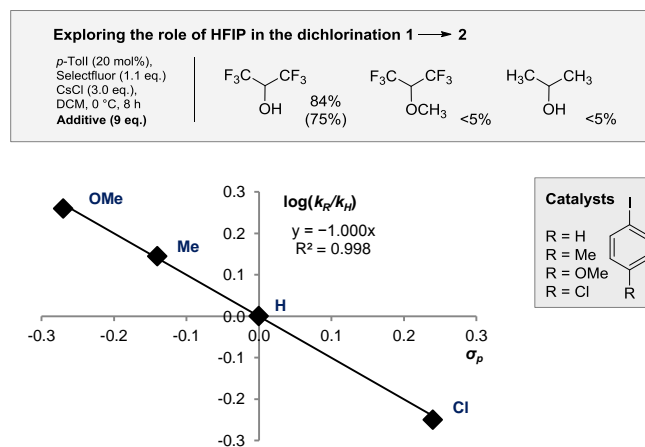 Exploring the role of HFIP in the dichlorination 1 → 2
p-TolI (20 mol%),
Selectfluor (1.1 eq.)
CsCl (3.0 eq.),
DCM, 0 °C, 8 h
Additive (9 eq.)
F₃C CF₃
OH
84%
(75%)
F₃C CF₃
OCH₃
<5%
H₃C CH₃
OH
<5%
log(kR/kH)
y = −1.000x
R² = 0.998
OMe
Me
H
Cl
0.3
0.2
0.1
0.0
-0.1
-0.2
-0.3
-0.3 -0.2 -0.1 0.0 0.1 0.2 0.3
σp
Catalysts
R = H
R = Me
R = OMe
R = Cl
I
R